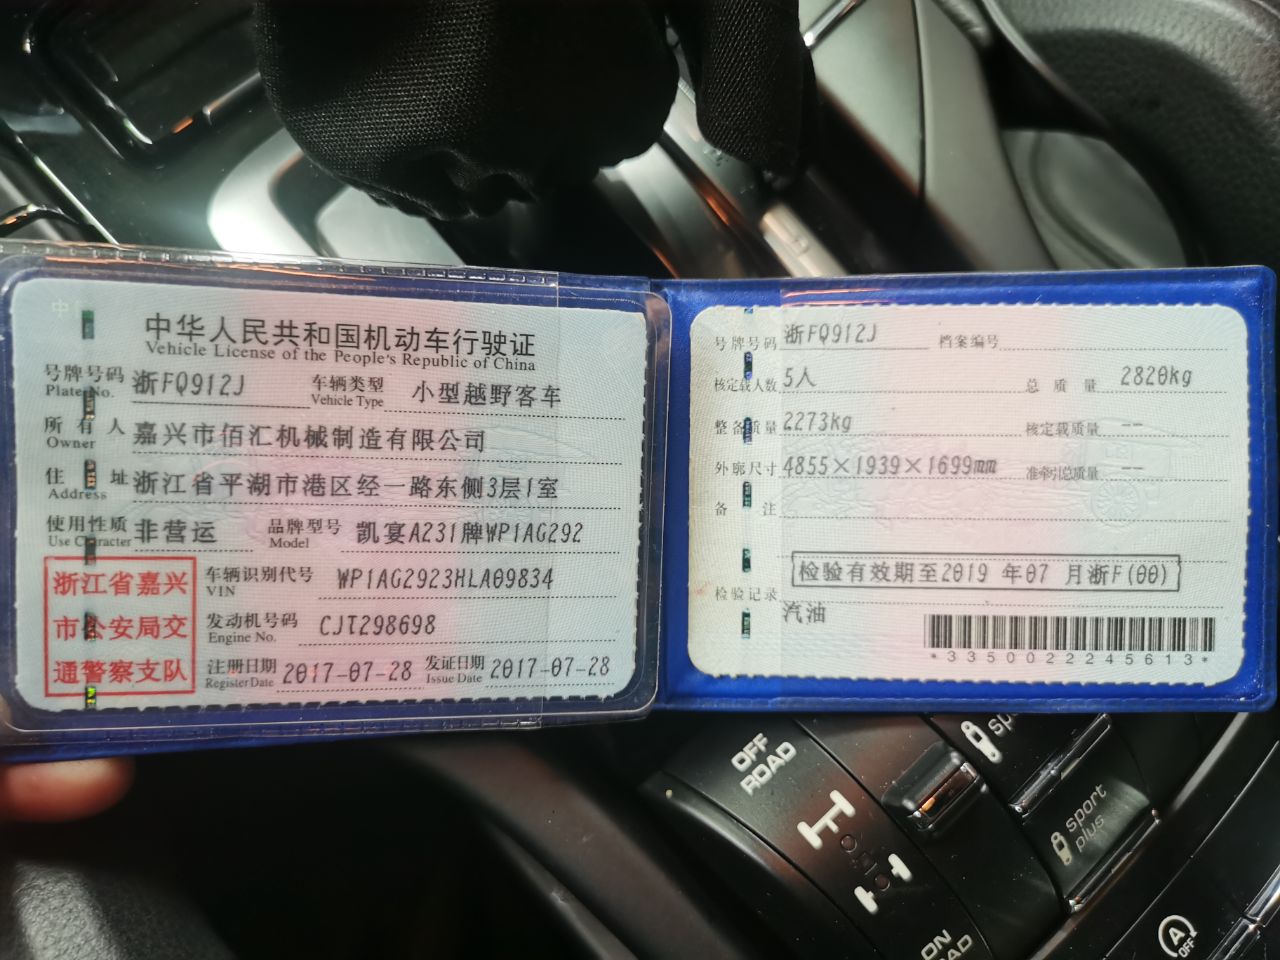 中华人民共和国机动车行驶证
Vehicle License of the People's Republic of China
号牌号码 浙FQ912J 车辆类型 小型越野客车
Plate No. Vehicle Type
所有人 嘉兴市佰汇机械制造有限公司
Owner
住址 浙江省平湖市港区经一路东侧3层1室
Address
使用性质 非营运 品牌型号 凯宴A231牌WP1AG292
Use Character Model
浙江省嘉兴
市公安局交
通警察支队
车辆识别代号 WP1AG2923HLA09834
VIN
发动机号码 CJT298698
Engine No.
注册日期 2017-07-28 发证日期 2017-07-28
Register Date Issue Date
号牌号码 浙FQ912J 档案编号
核定载人数 5人 总质量 2820kg
整备质量 2273kg 核定载质量 --
外廓尺寸 4855×1939×1699mm 准牵引总质量 --
备注
检验有效期至2019 年07 月浙F(00)
检验记录
汽油
*3350022245613*
OFF
ROAD
sport
plus
ON
A
OFF